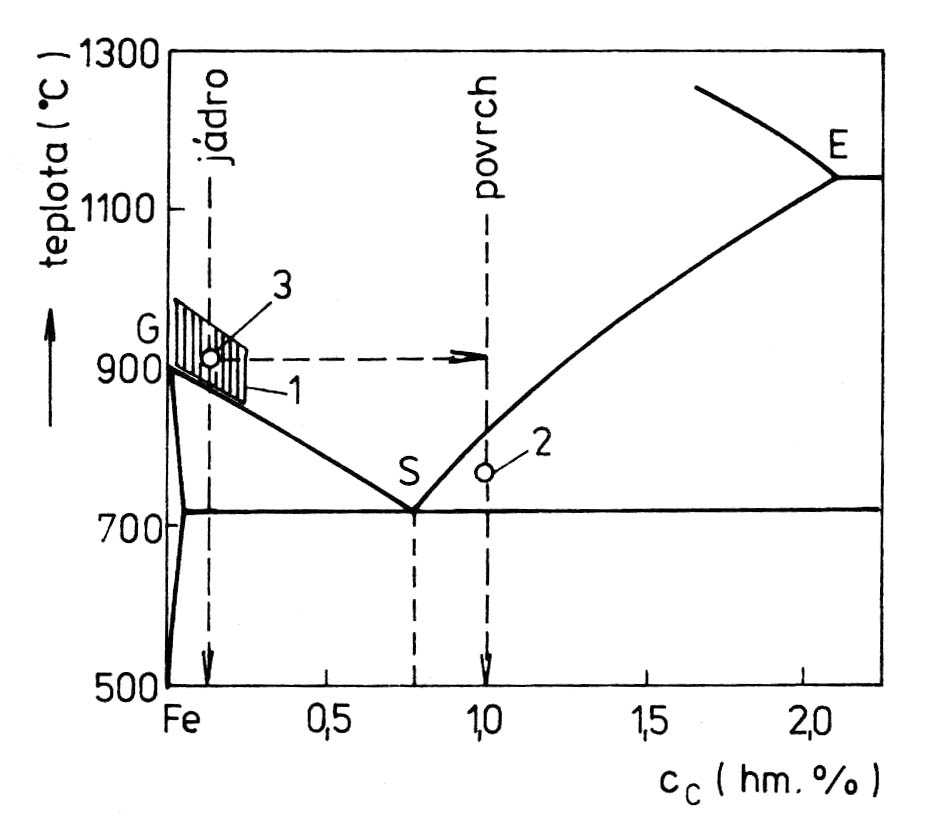 teplota (°C)
1300
1100
900
700
500
jádro
povrch
E
3
G
1
S
2
Fe
0,5
1,0
1,5
2,0
c_C ( hm. % )